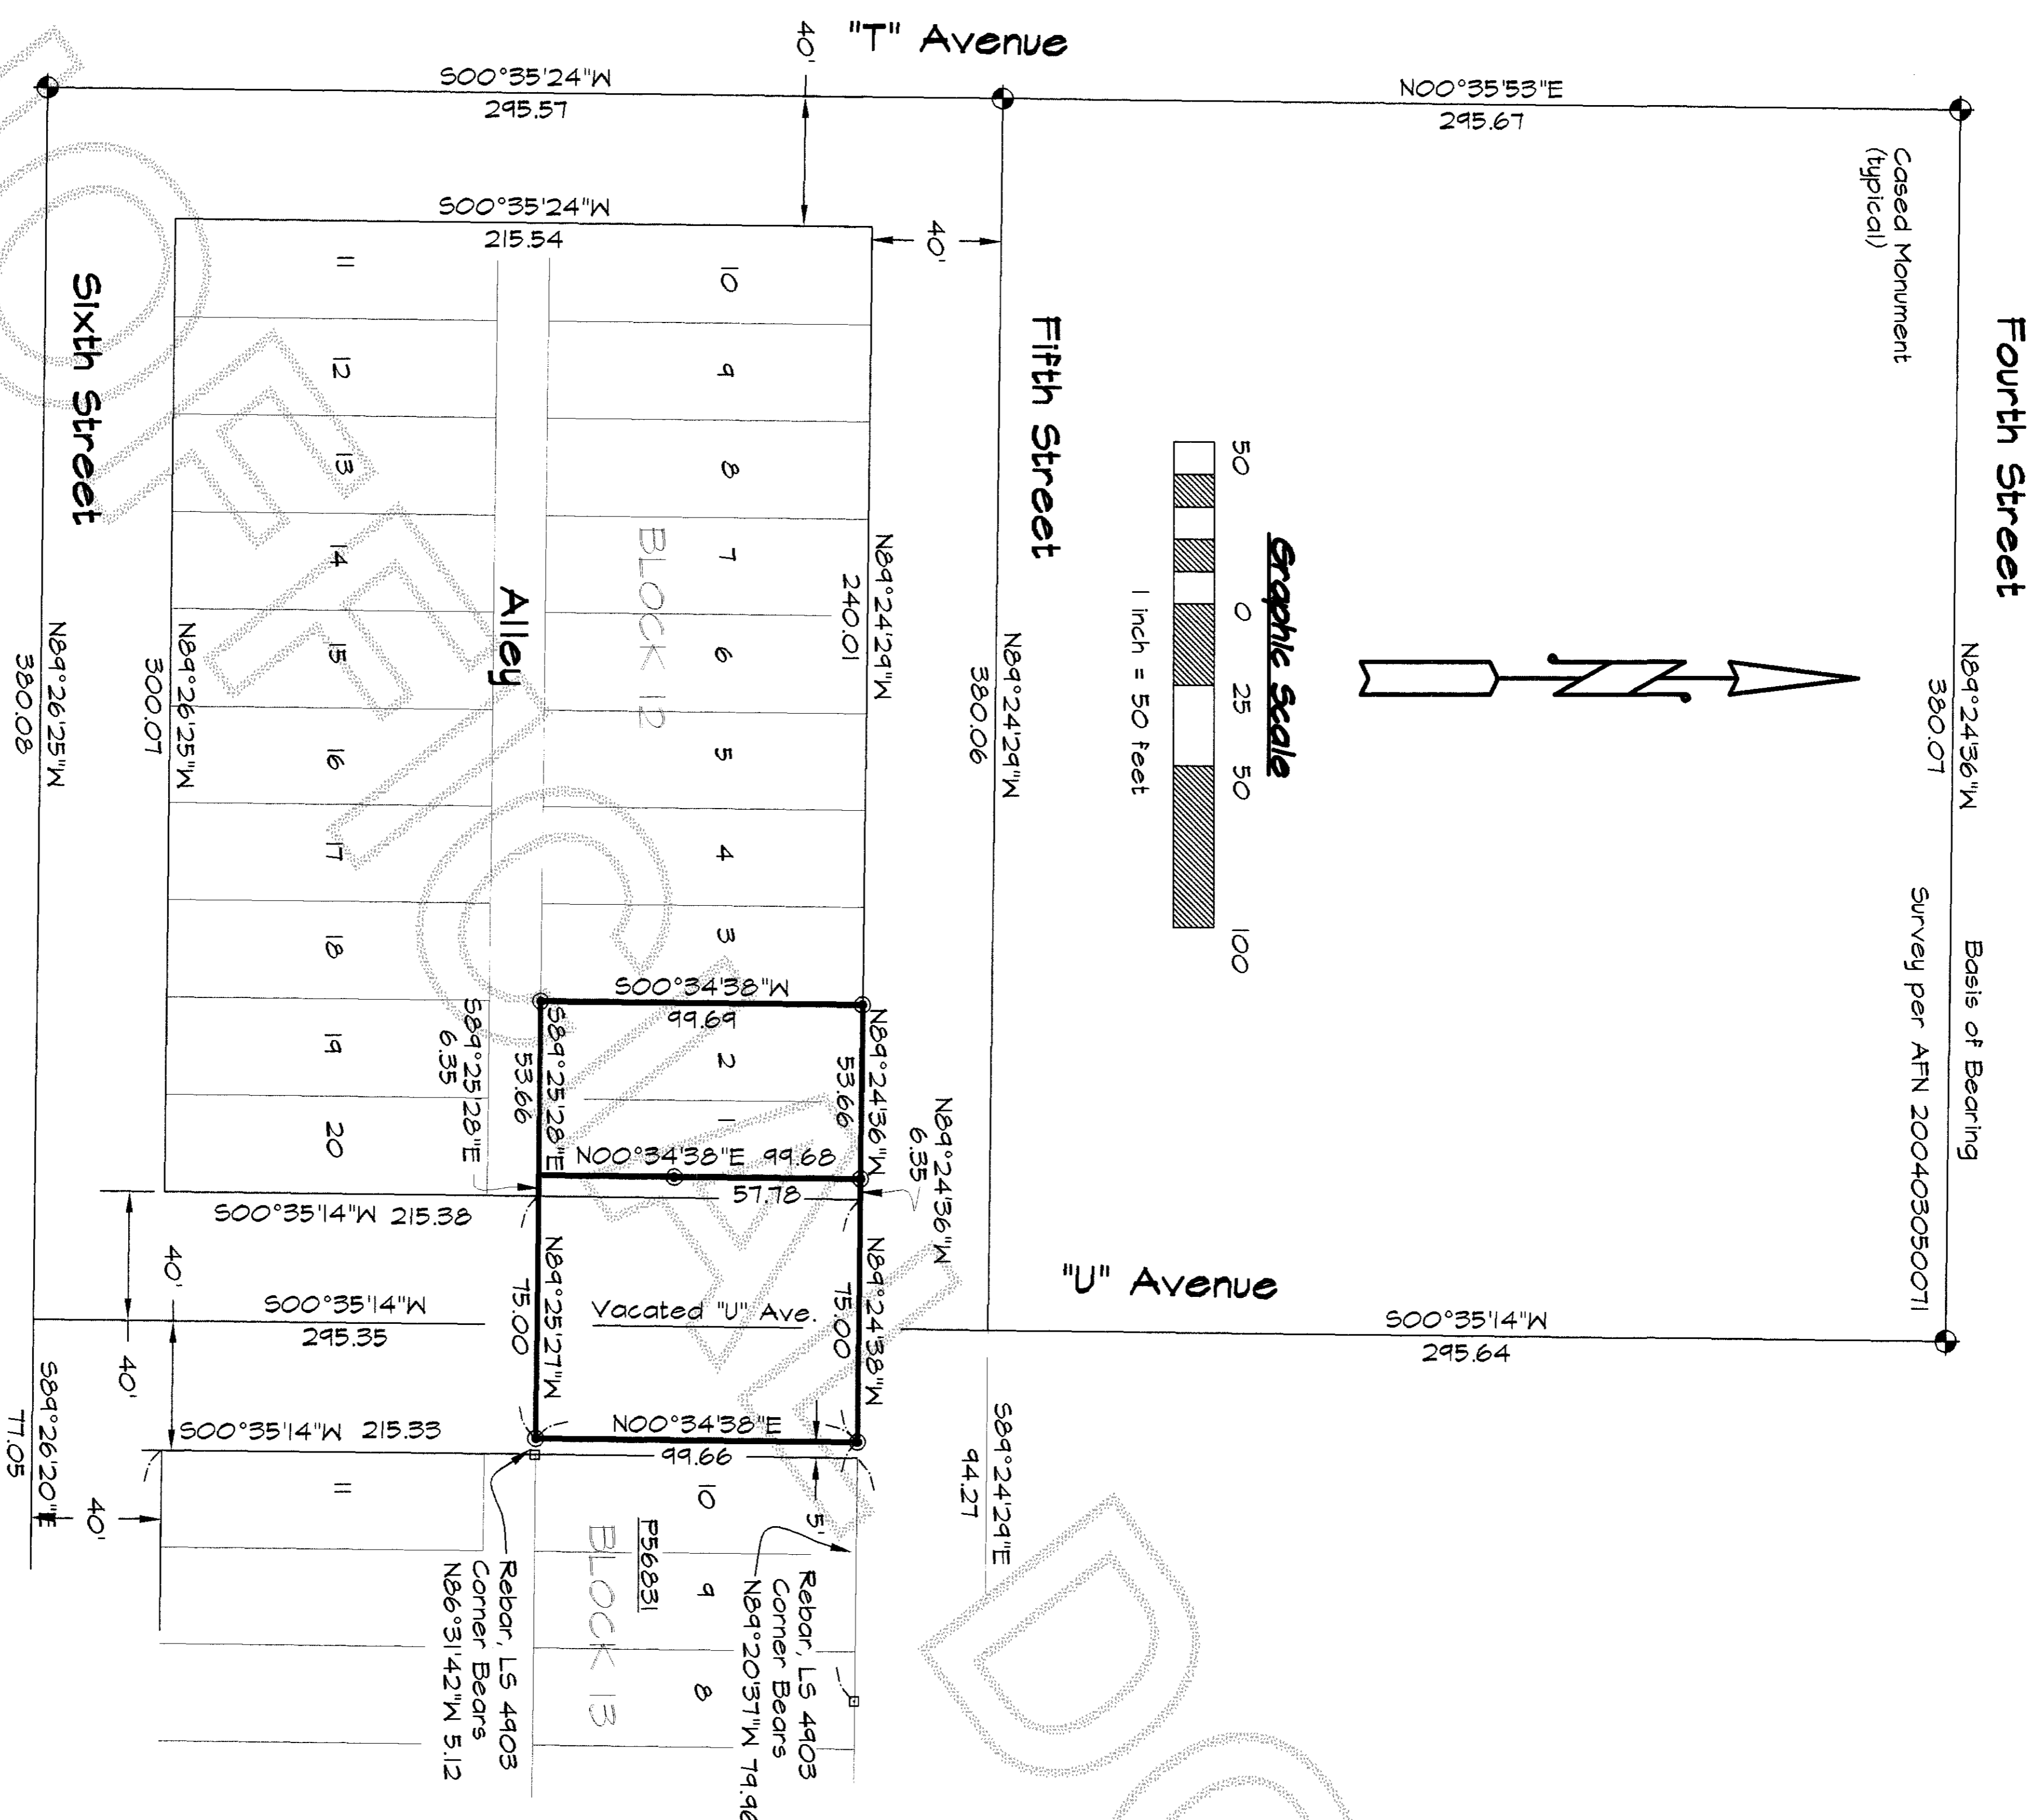 "T" Avenue
40'
S00°35'24"W
295.57
N00°35'53"E
295.67
Cased Monument
(typical)
Fourth Street
N89°24'36"W
380.07
Basis of Bearing
Survey per AFN 200403050071
S00°35'24"W
215.54
40'
Fifth Street
N89°24'29"W
380.06
Graphic Scale
50
0
25
50
100
1 inch = 50 feet
Sixth Street
N89°26'25"W
380.08
N89°26'25"W
300.07
N89°24'29"W
240.01
BLOCK 12
Alley
10
9
8
7
6
5
4
3
2
1
11
12
13
14
15
16
17
18
19
20
S00°34'38"W
99.69
S89°25'28"E
53.66
N89°24'36"W
53.66
S89°25'28"E
6.35
N89°24'36"W
6.35
N00°34'38"E 99.68
57.78
S00°35'14"W 215.38
40'
40'
S00°35'14"W
295.35
N89°25'27"W
75.00
Vacated "U" Ave.
N89°24'38"W
75.00
"U" Avenue
S00°35'14"W
295.64
N00°34'38"E
99.66
S00°35'14"W 215.33
S89°26'20"E
77.05
40'
S89°24'29"E
94.27
5'
11
10
9
8
P56831
BLOCK 13
Rebar, LS 4903
Corner Bears
N86°31'42"W 5.12
Rebar, LS 4903
Corner Bears
N89°20'37"W 79.96
UNOFFICIAL DO